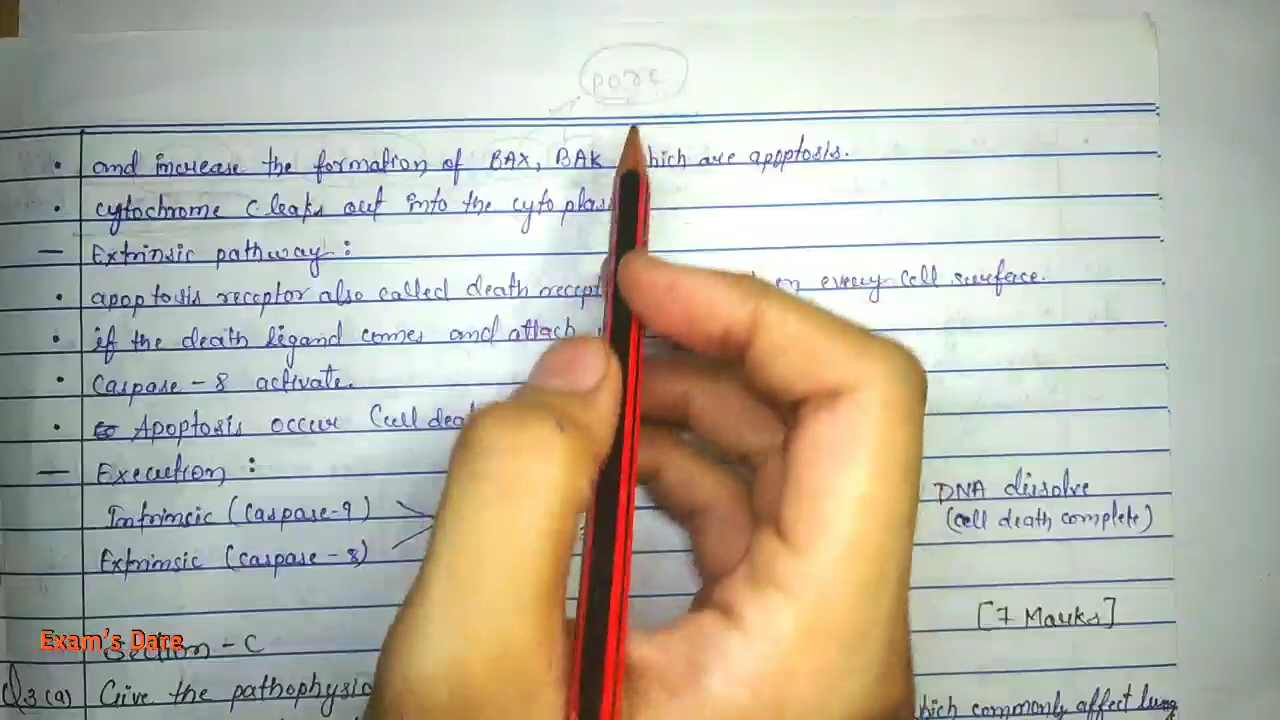 pore
and increase the formation of BAX, BAK which are apoptosis.
cytochrome c leaks out into the cytoplas
— Extrinsic pathway :
apoptosis receptor also called death recept on every cell surface.
if the death ligand comes and attach
Caspase - 8 activate.
Apoptosis occur Cell dea
— Execution :
Intrinsic (Caspase-9)
DNA dissolve
(cell death complete)
Extrinsic (caspase - 8)
[7 Marks]
Exam's Dare
Section - C
Q3 (a) Give the pathophysio hich commonly affect lung